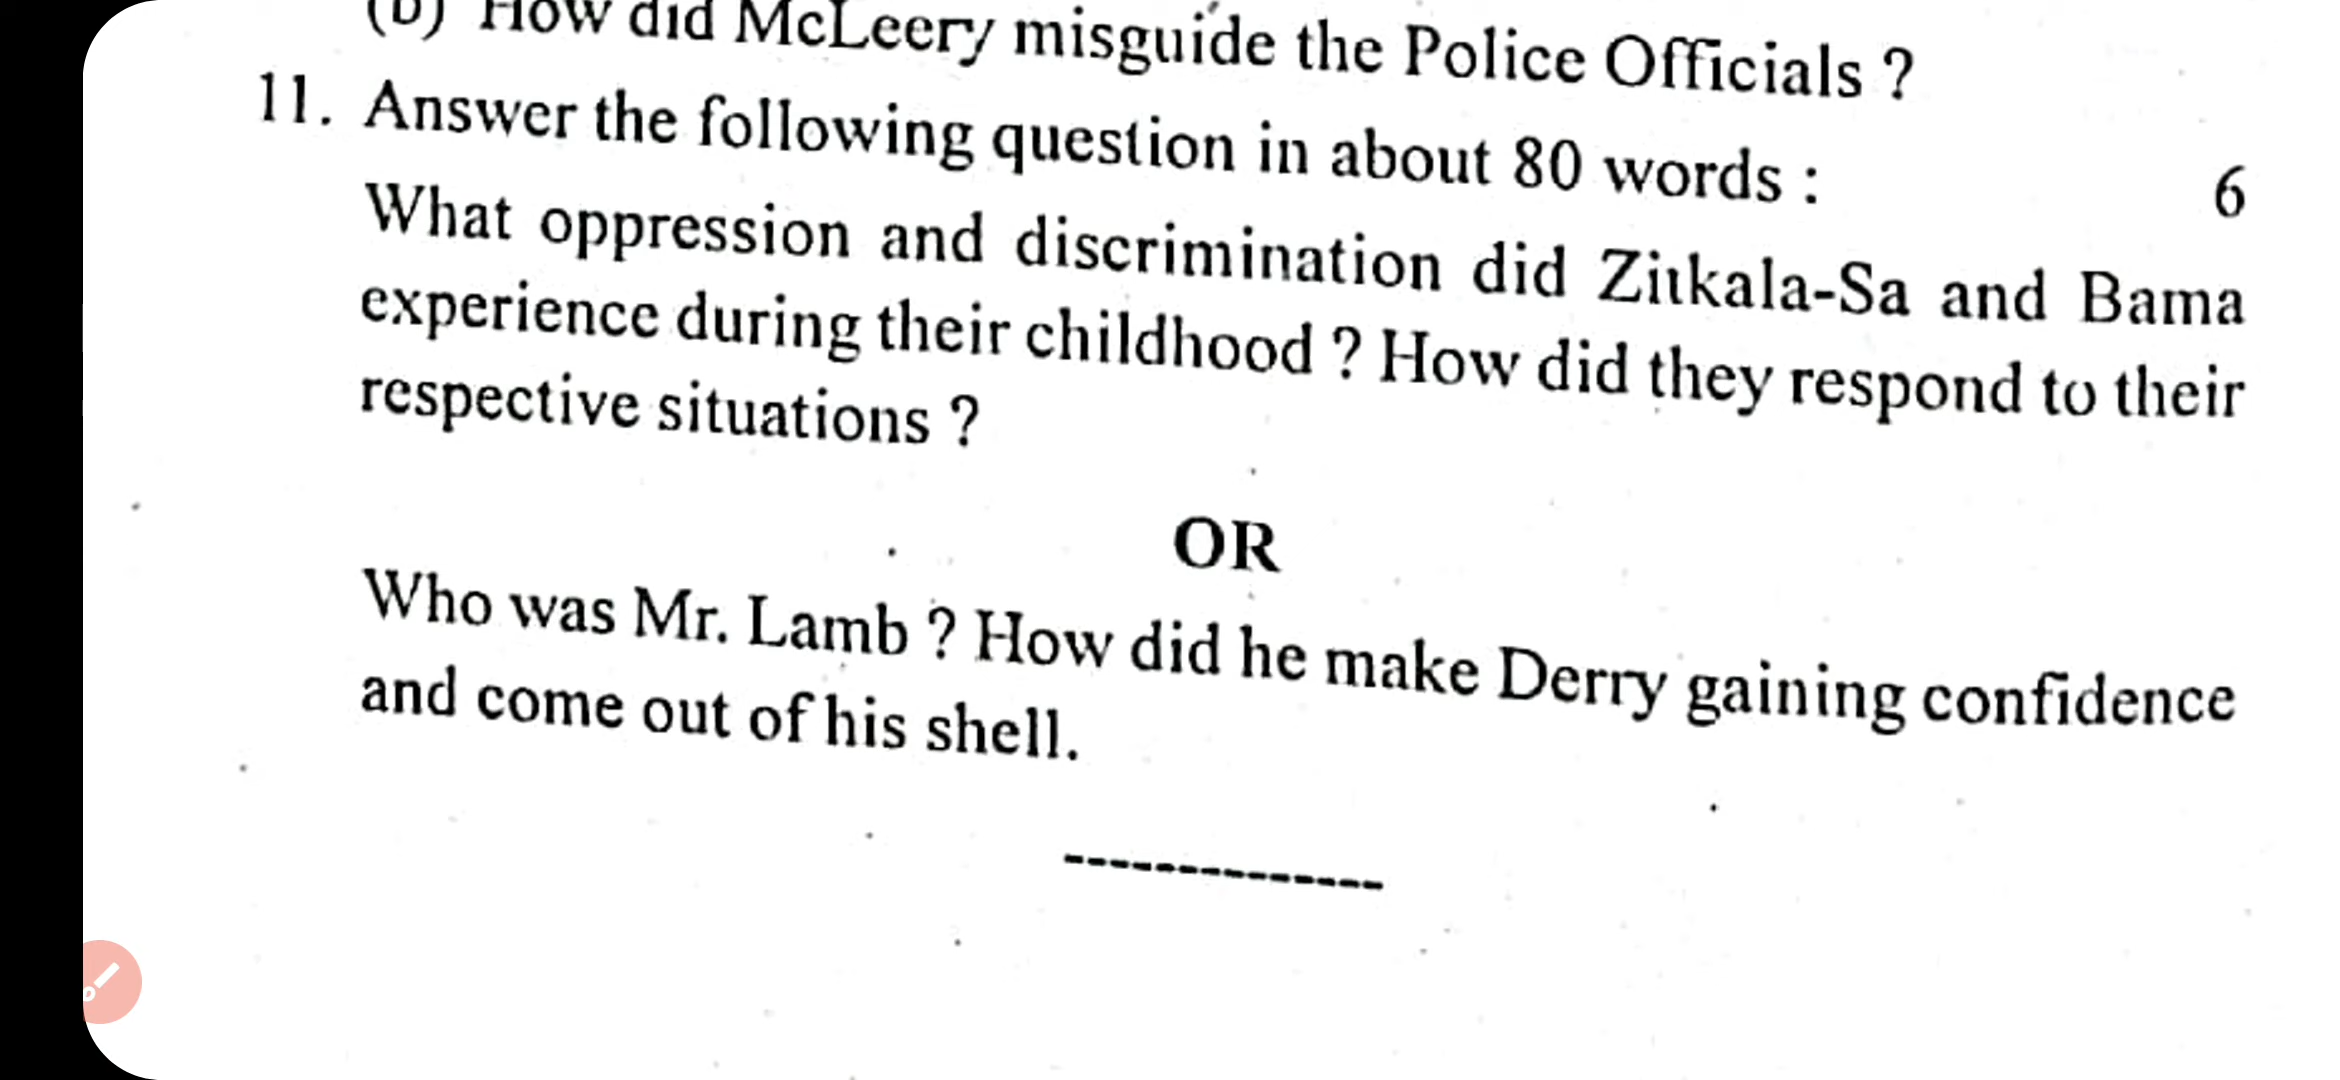 (b) How did McLeery misguide the Police Officials ?
11. Answer the following question in about 80 words : 6
What oppression and discrimination did Zitkala-Sa and Bama
experience during their childhood ? How did they respond to their
respective situations ?
OR
Who was Mr. Lamb ? How did he make Derry gaining confidence
and come out of his shell.
--------------